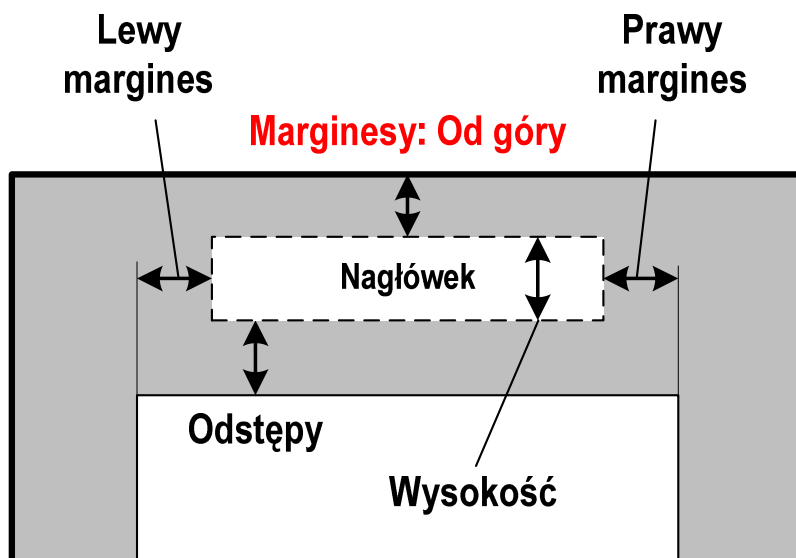 Lewy
margines
Prawy
margines
Marginesy: Od góry
Nagłówek
Odstępy
Wysokość